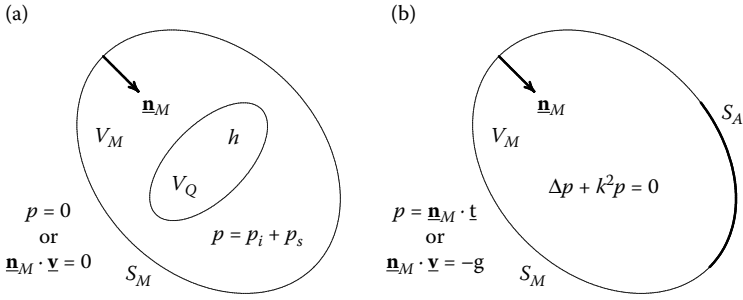 (a)
n_M
V_M
h
V_Q
p = 0
or
n_M · v = 0
p = p_i + p_s
S_M
(b)
n_M
S_A
V_M
Δp + k²p = 0
p = n_M · t
or
n_M · v = −g
S_M